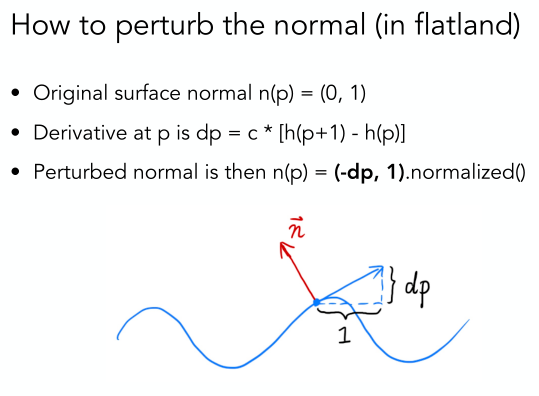 How to perturb the normal (in flatland)
• Original surface normal n(p) = (0, 1)
• Derivative at p is dp = c * [h(p+1) - h(p)]
• Perturbed normal is then n(p) = (-dp, 1).normalized()
n⃗
dp
1